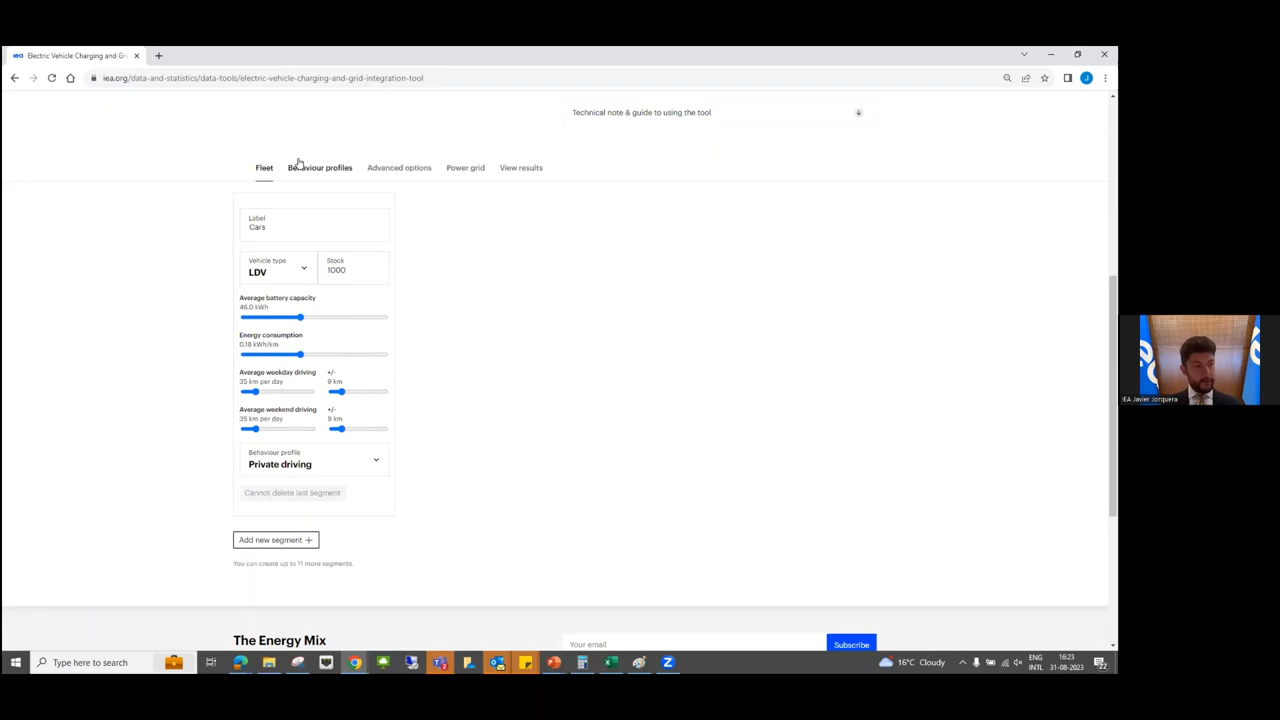 iea Electric Vehicle Charging and Gr
iea.org/data-and-statistics/data-tools/electric-vehicle-charging-and-grid-integration-tool
J
Technical note & guide to using the tool
Fleet Behaviour profiles Advanced options Power grid View results
Label
Cars
Vehicle type
LDV
Stock
1000
Average battery capacity
46.0 kWh
Energy consumption
0.18 kWh/km
Average weekday driving +/-
35 km per day 9 km
Average weekend driving +/-
35 km per day 9 km
Behaviour profile
Private driving
Cannot delete last segment
Add new segment +
You can create up to 11 more segments.
The Energy Mix
Your email
Subscribe
IEA Javier Jorquera
Type here to search
16°C Cloudy
ENG
INTL
16:23
31-08-2023
22